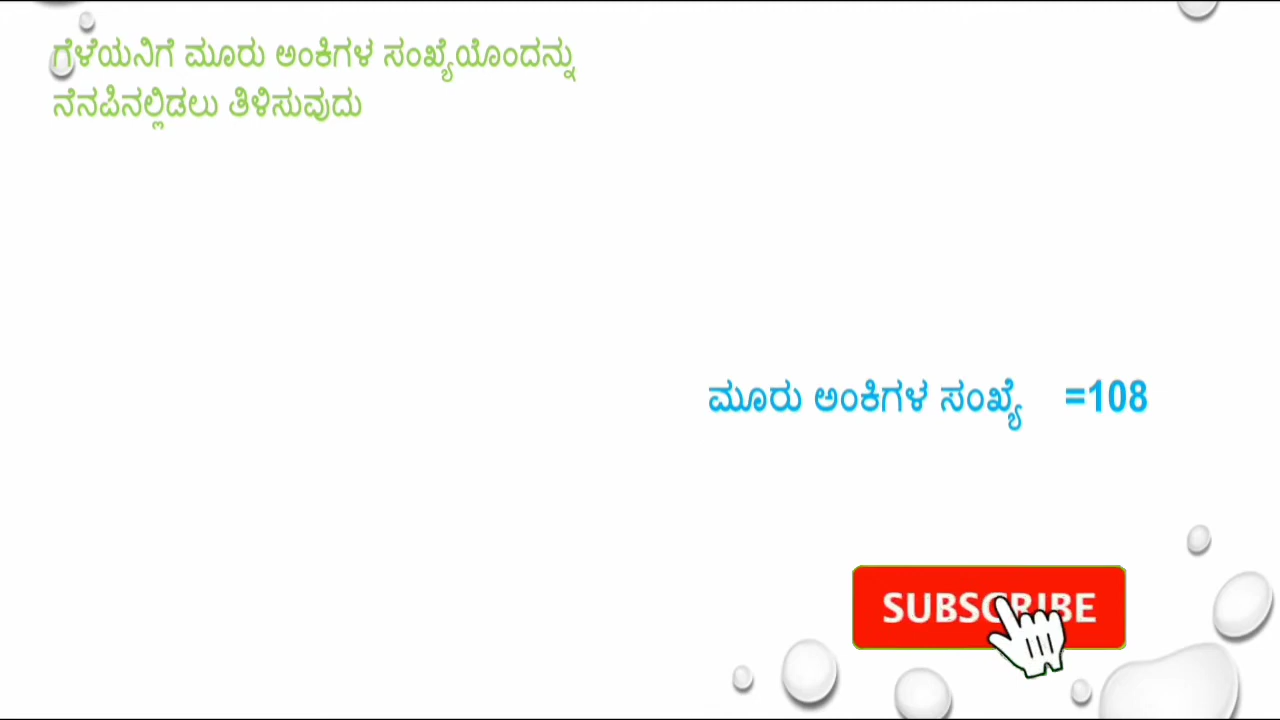 ಗೆಳೆಯನಿಗೆ ಮೂರು ಅಂಕಿಗಳ ಸಂಖ್ಯೆಯೊಂದನ್ನು
ನೆನಪಿನಲ್ಲಿಡಲು ತಿಳಿಸುವುದು
ಮೂರು ಅಂಕಿಗಳ ಸಂಖ್ಯೆ =108
SUBSCRIBE